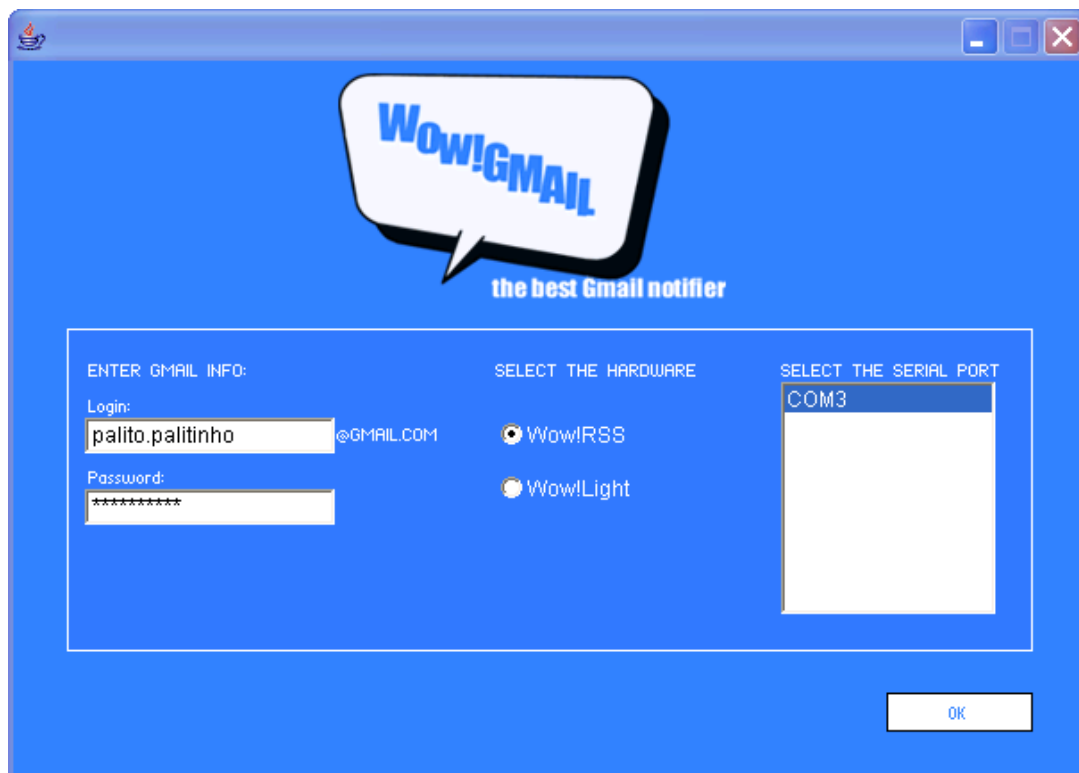 Wow!GMAIL
the best Gmail notifier
ENTER GMAIL INFO:
Login:
palito.palitinho @GMAIL.COM
Password:
**********
SELECT THE HARDWARE
Wow!RSS
Wow!Light
SELECT THE SERIAL PORT
COM3
OK